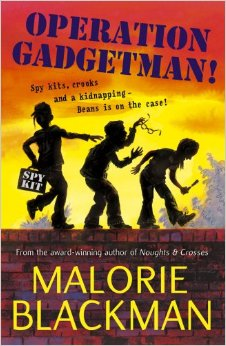 OPERATION
GADGETMAN!
Spy kits, crooks
and a kidnapping -
Beans is on the case!
SPY
KIT
From the award-winning author of Noughts & Crosses
MALORIE
BLACKMAN